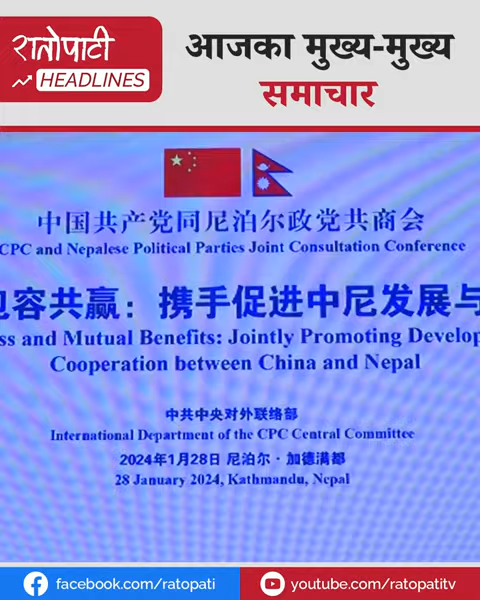 रातोपाटी
HEADLINES
आजका मुख्य-मुख्य
समाचार
中国共产党同尼泊尔政党共商会
CPC and Nepalese Political Parties Joint Consultation Conference
包容共赢：携手促进中尼发展与
ss and Mutual Benefits: Jointly Promoting Develop
Cooperation between China and Nepal
中共中央对外联络部
International Department of the CPC Central Committee
2024年1月28日 尼泊尔·加德满都
28 January 2024, Kathmandu, Nepal
facebook.com/ratopati
youtube.com/ratopatitv